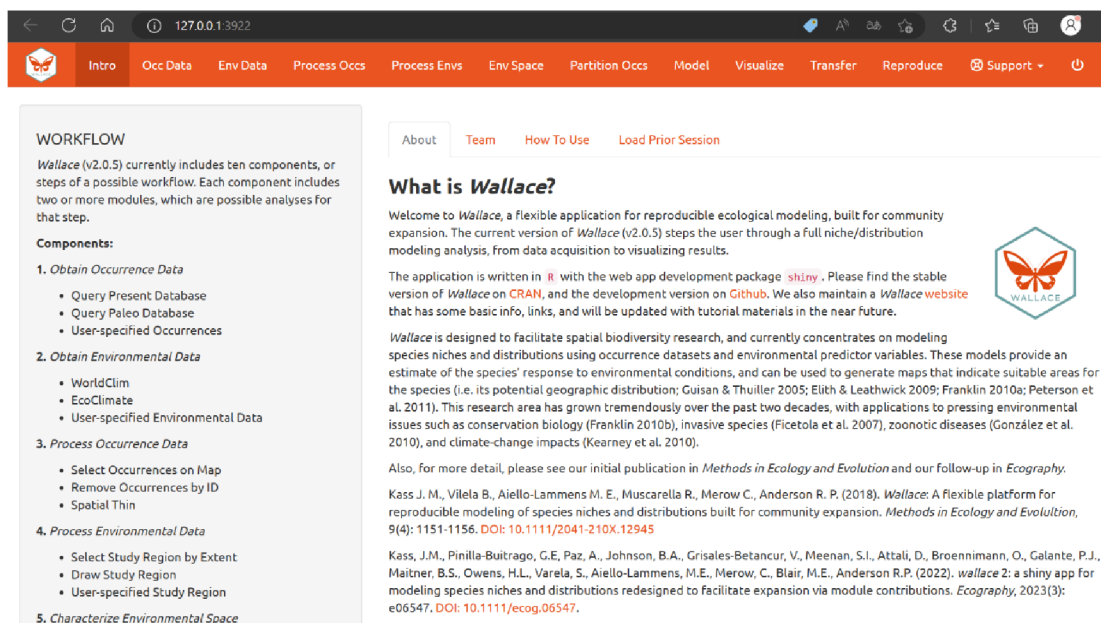 127.0.0.1:3922
WALLACE
Intro
Occ Data
Env Data
Process Occs
Process Envs
Env Space
Partition Occs
Model
Visualize
Transfer
Reproduce
Support
WORKFLOW
Wallace (v2.0.5) currently includes ten components, or
steps of a possible workflow. Each component includes
two or more modules, which are possible analyses for
that step.
Components:
1. Obtain Occurrence Data
• Query Present Database
• Query Paleo Database
• User-specified Occurrences
2. Obtain Environmental Data
• WorldClim
• EcoClimate
• User-specified Environmental Data
3. Process Occurrence Data
• Select Occurrences on Map
• Remove Occurrences by ID
• Spatial Thin
4. Process Environmental Data
• Select Study Region by Extent
• Draw Study Region
• User-specified Study Region
5. Characterize Environmental Space
About
Team
How To Use
Load Prior Session
What is Wallace?
Welcome to Wallace, a flexible application for reproducible ecological modeling, built for community
expansion. The current version of Wallace (v2.0.5) steps the user through a full niche/distribution
modeling analysis, from data acquisition to visualizing results.
The application is written in R with the web app development package shiny. Please find the stable
version of Wallace on CRAN, and the development version on Github. We also maintain a Wallace website
that has some basic info, links, and will be updated with tutorial materials in the near future.
WALLACE
Wallace is designed to facilitate spatial biodiversity research, and currently concentrates on modeling
species niches and distributions using occurrence datasets and environmental predictor variables. These models provide an
estimate of the species' response to environmental conditions, and can be used to generate maps that indicate suitable areas for
the species (i.e. its potential geographic distribution; Guisan & Thuiller 2005; Elith & Leathwick 2009; Franklin 2010a; Peterson et
al. 2011). This research area has grown tremendously over the past two decades, with applications to pressing environmental
issues such as conservation biology (Franklin 2010b), invasive species (Ficetola et al. 2007), zoonotic diseases (González et al.
2010), and climate-change impacts (Kearney et al. 2010).
Also, for more detail, please see our initial publication in Methods in Ecology and Evolution and our follow-up in Ecography.
Kass J. M., Vilela B., Aiello-Lammens M. E., Muscarella R., Merow C., Anderson R. P. (2018). Wallace: A flexible platform for
reproducible modeling of species niches and distributions built for community expansion. Methods in Ecology and Evolultion,
9(4): 1151-1156. DOI: 10.1111/2041-210X.12945
Kass, J.M., Pinilla-Buitrago, G.E, Paz, A., Johnson, B.A., Grisales-Betancur, V., Meenan, S.I., Attali, D., Broennimann, O., Galante, P.J.,
Maitner, B.S., Owens, H.L., Varela, S., Aiello-Lammens, M.E., Merow, C., Blair, M.E., Anderson R.P. (2022). wallace 2: a shiny app for
modeling species niches and distributions redesigned to facilitate expansion via module contributions. Ecography, 2023(3):
e06547. DOI: 10.1111/ecog.06547.